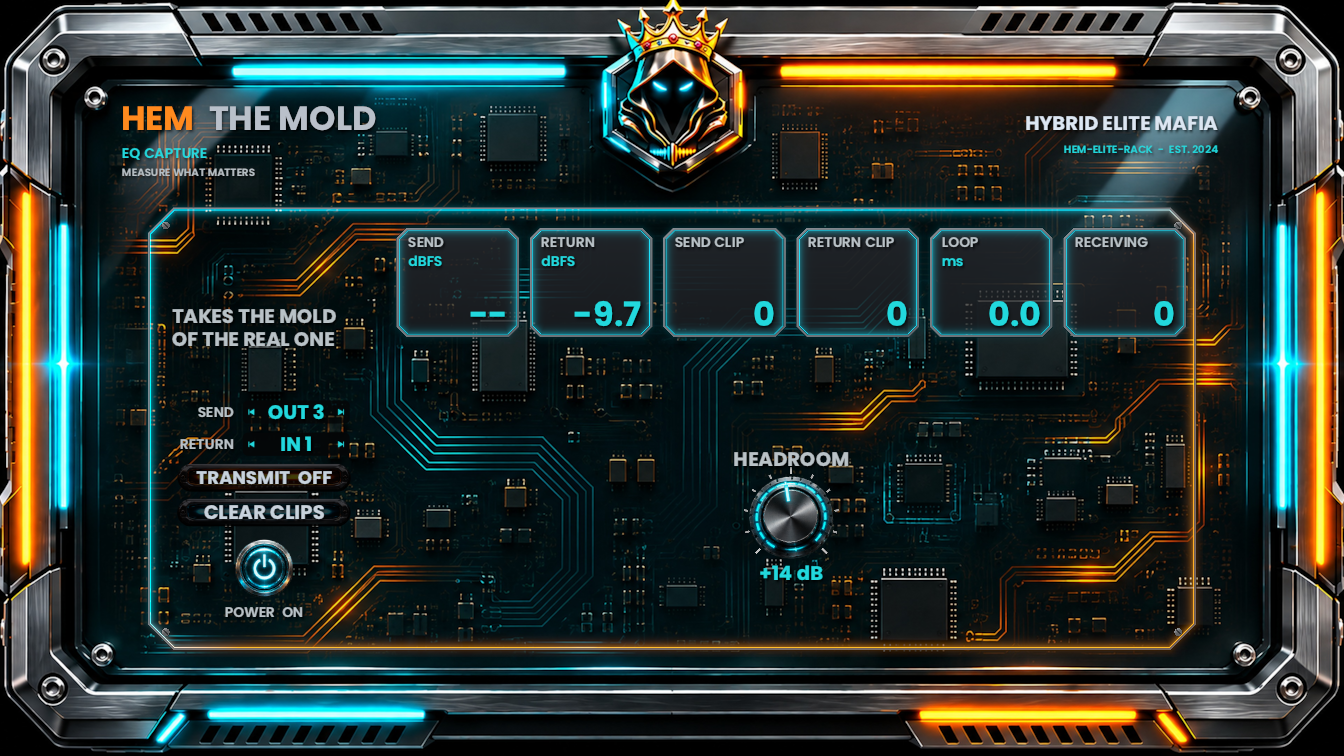 HEM THE MOLD
EQ CAPTURE
MEASURE WHAT MATTERS
HYBRID ELITE MAFIA
HEM-ELITE-RACK - EST. 2024
SEND
dBFS
--
RETURN
dBFS
-9.7
SEND CLIP
0
RETURN CLIP
0
LOOP
ms
0.0
RECEIVING
0
TAKES THE MOLD
OF THE REAL ONE
SEND OUT 3
RETURN IN 1
TRANSMIT OFF
CLEAR CLIPS
POWER ON
HEADROOM
+14 dB